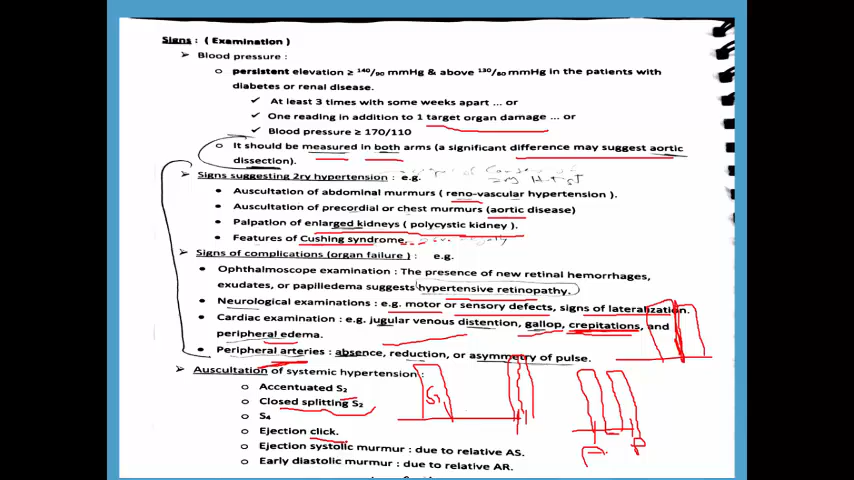 Signs : ( Examination )
➤ Blood pressure :
o persistent elevation ≥ 140/90 mmHg & above 130/80 mmHg in the patients with
diabetes or renal disease.
✓ At least 3 times with some weeks apart ... or
✓ One reading in addition to 1 target organ damage ... or
✓ Blood pressure ≥ 170/110
o It should be measured in both arms (a significant difference may suggest aortic
dissection).
➤ Signs suggesting 2ry hypertension : e.g.
• Auscultation of abdominal murmurs ( reno-vascular hypertension ).
• Auscultation of precordial or chest murmurs (aortic disease)
• Palpation of enlarged kidneys ( polycystic kidney ).
• Features of Cushing syndrome.
➤ Signs of complications (organ failure) : e.g.
• Ophthalmoscope examination : The presence of new retinal hemorrhages,
exudates, or papilledema suggests hypertensive retinopathy.
• Neurological examinations : e.g. motor or sensory defects, signs of lateralization.
• Cardiac examination : e.g. jugular venous distention, gallop, crepitations, and
peripheral edema.
• Peripheral arteries : absence, reduction, or asymmetry of pulse.
➤ Auscultation of systemic hypertension :
o Accentuated S₂
o Closed splitting S₂
o S₄
o Ejection click.
o Ejection systolic murmur : due to relative AS.
o Early diastolic murmur : due to relative AR.
S₁
A
P